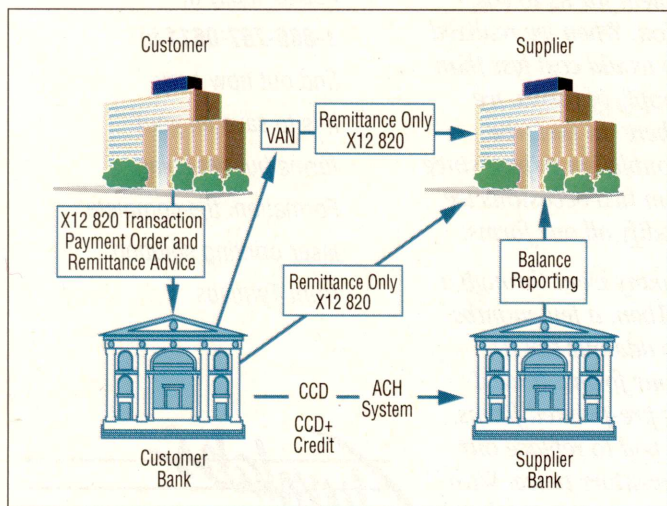 Customer
Supplier
VAN
Remittance Only
X12 820
X12 820 Transaction
Payment Order and
Remittance Advice
Remittance Only
X12 820
Balance
Reporting
CCD
ACH
System
CCD+
Credit
Customer
Bank
Supplier
Bank